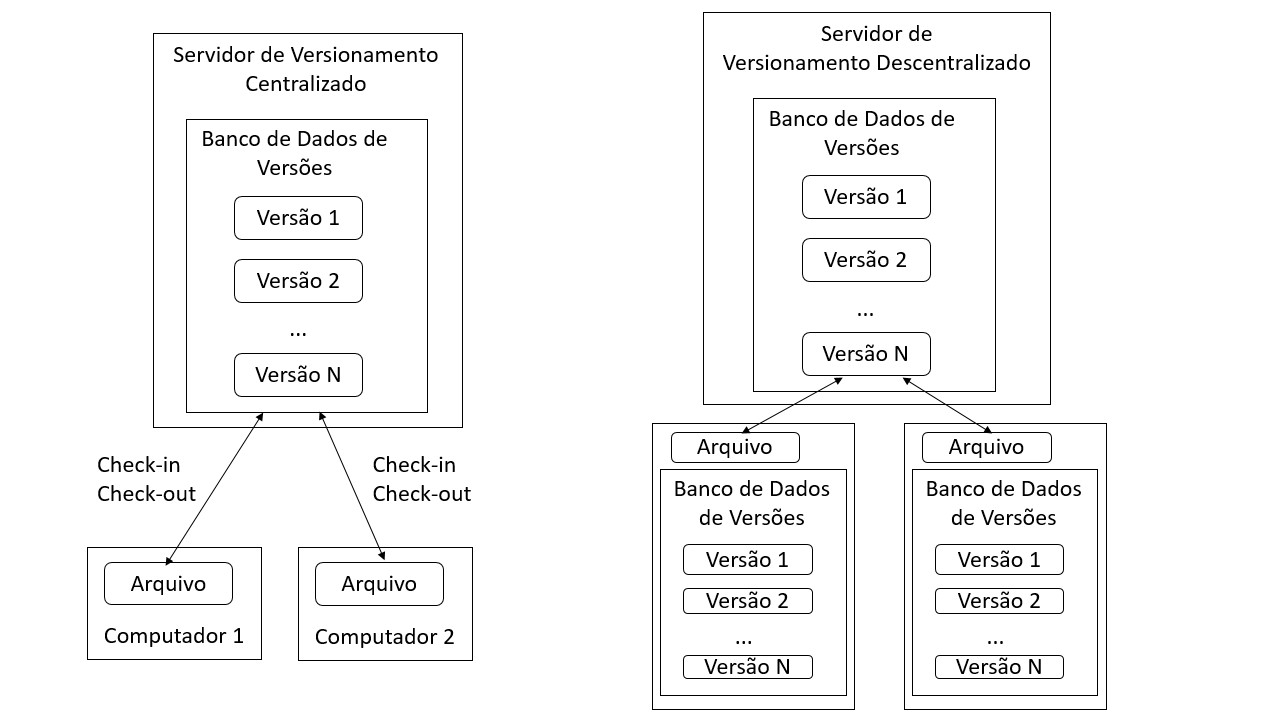 Servidor de Versionamento
Centralizado
Banco de Dados de
Versões
Versão 1
Versão 2
...
Versão N
Check-in
Check-out
Check-in
Check-out
Arquivo
Computador 1
Arquivo
Computador 2
Servidor de
Versionamento Descentralizado
Banco de Dados de
Versões
Versão 1
Versão 2
...
Versão N
Arquivo
Banco de Dados
de Versões
Versão 1
Versão 2
...
Versão N
Arquivo
Banco de Dados
de Versões
Versão 1
Versão 2
...
Versão N